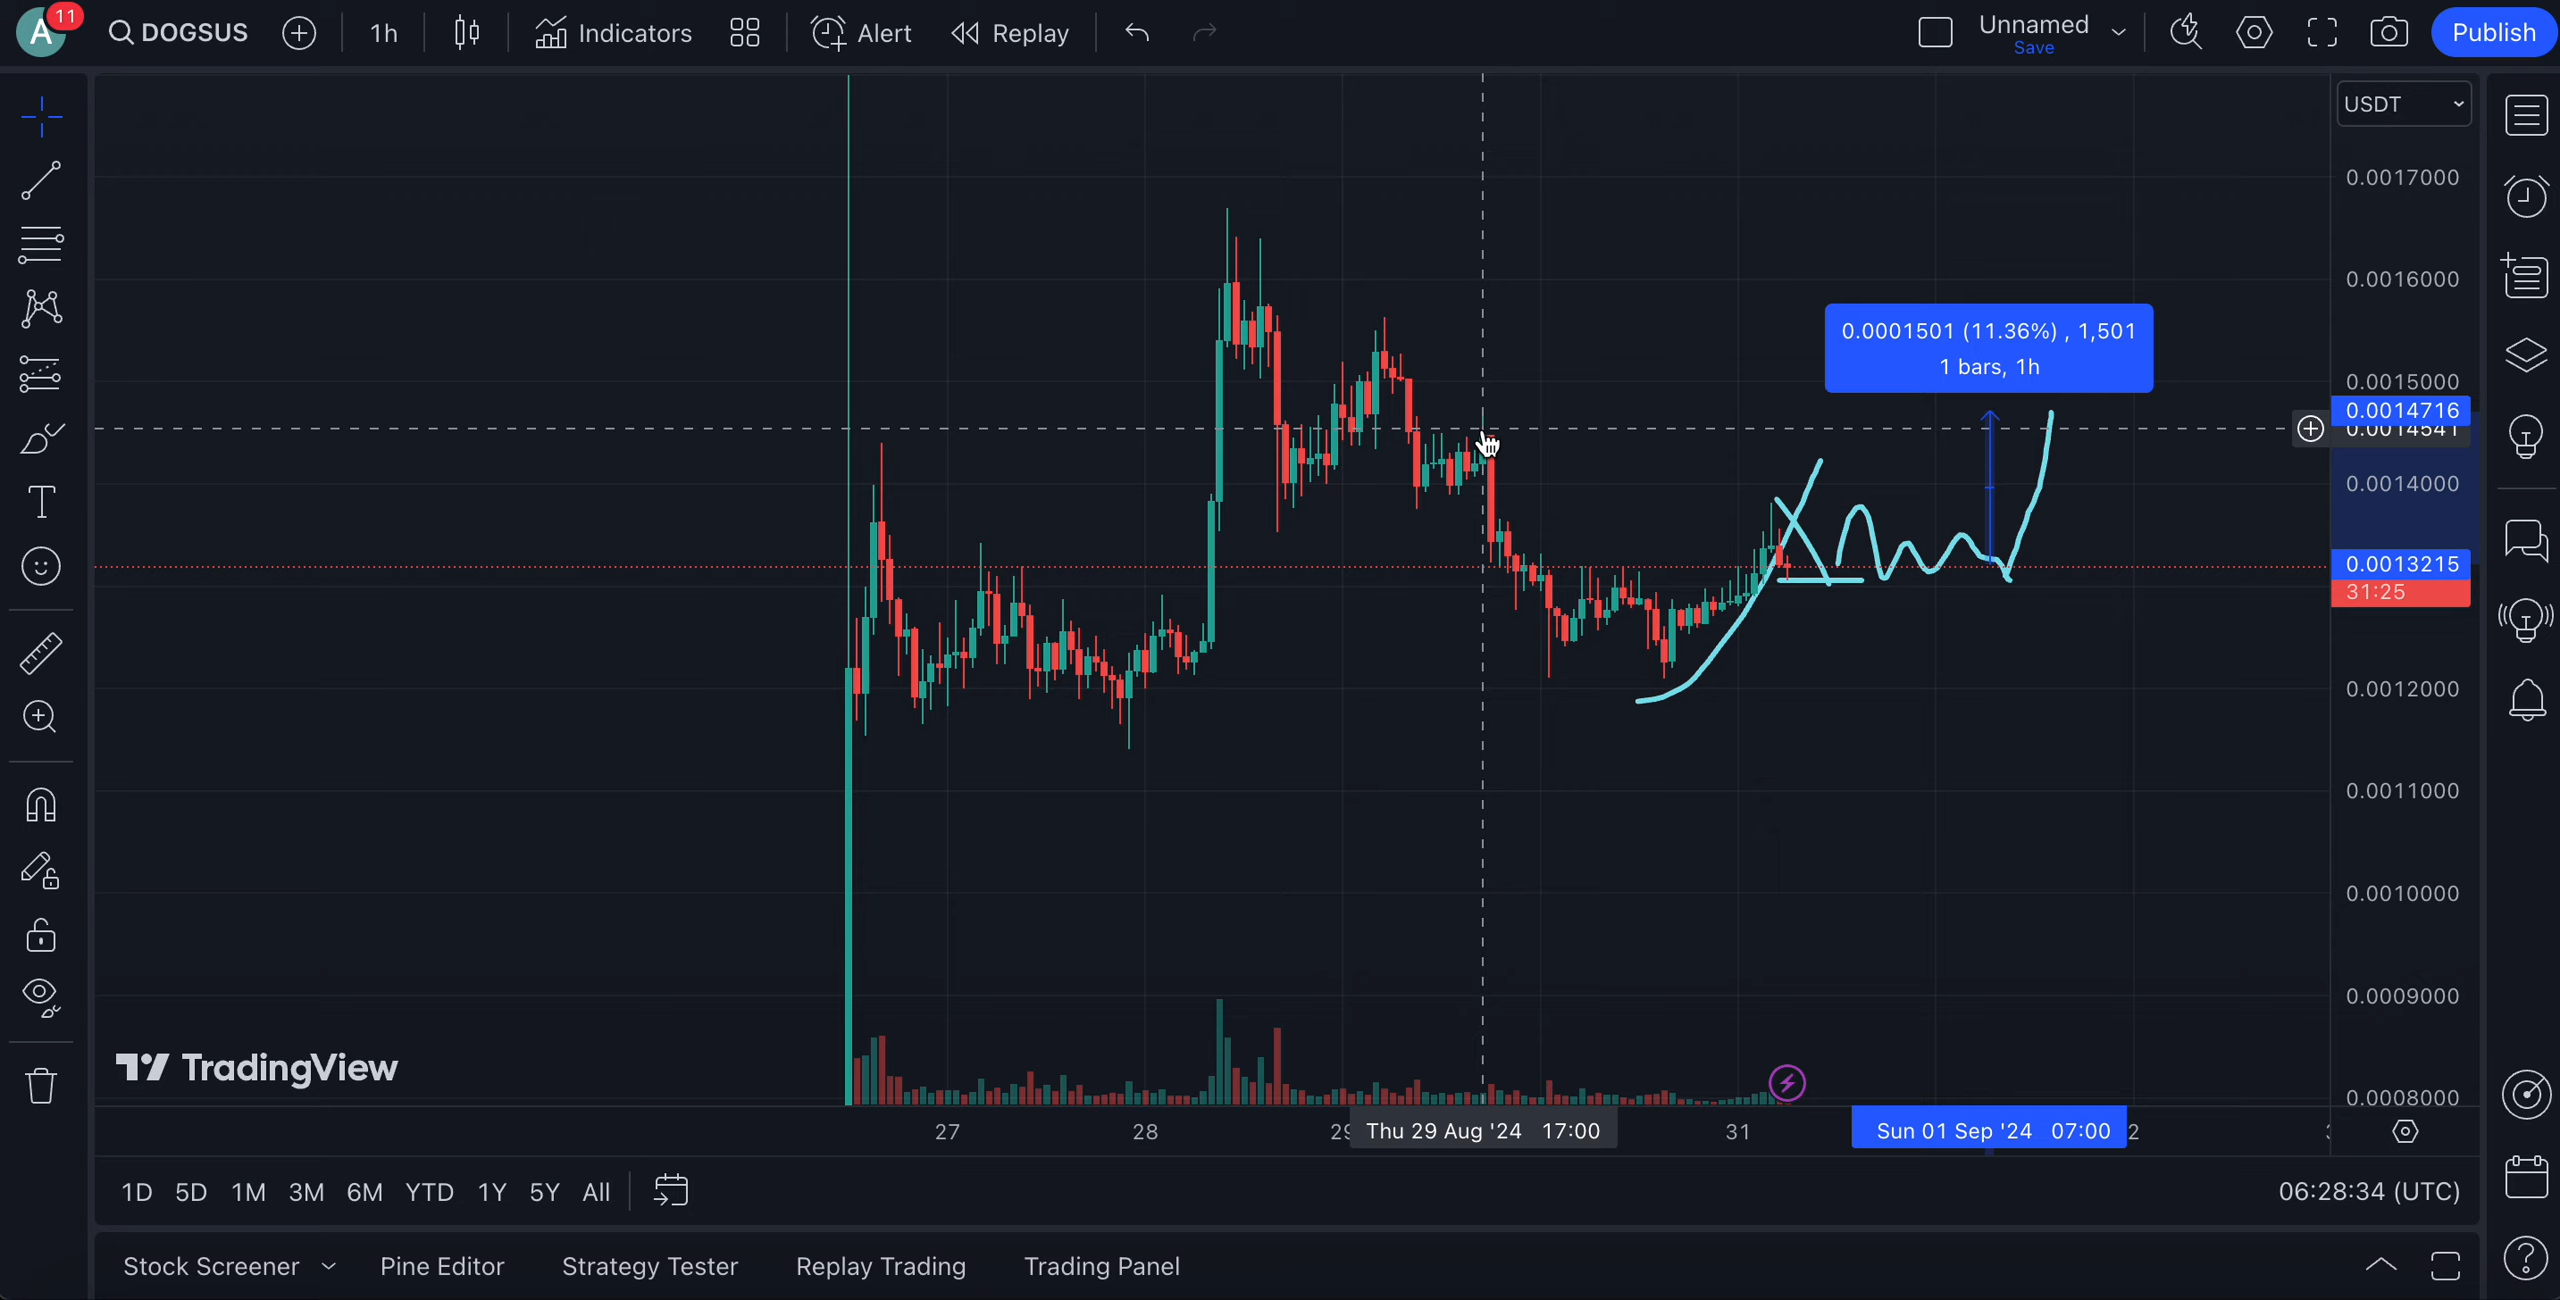 A
11
DOGSUS
1h
Indicators
Alert
Replay
Unnamed
Save
Publish
USDT
0.0017000
0.0016000
0.0001501 (11.36%) , 1,501
1 bars, 1h
0.0015000
0.0014716
0.0014541
0.0014000
0.0013215
31:25
0.0012000
0.0011000
0.0010000
0.0009000
0.0008000
TradingView
27
28
29
Thu 29 Aug '24 17:00
31
Sun 01 Sep '24 07:00
2
1D
5D
1M
3M
6M
YTD
1Y
5Y
All
06:28:34 (UTC)
Stock Screener
Pine Editor
Strategy Tester
Replay Trading
Trading Panel